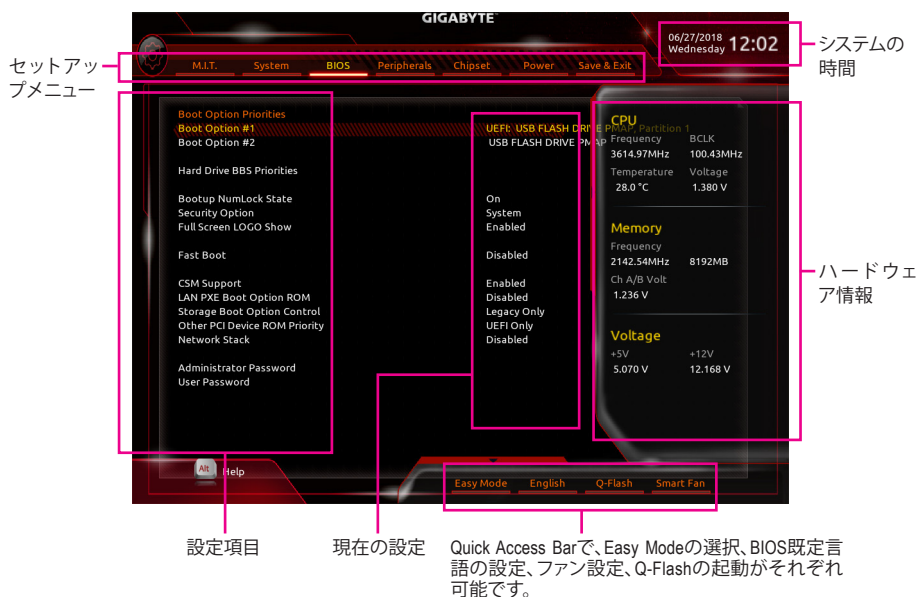 GIGABYTE
06/27/2018
Wednesday 12:02
システムの
時間
セットアッ
プメニュー
M.I.T. System BIOS Peripherals Chipset Power Save & Exit
Boot Option Priorities
Boot Option #1 UEFI: USB FLASH DRIVE PMAP, Partition 1
Boot Option #2 USB FLASH DRIVE PMAP
Hard Drive BBS Priorities
Bootup NumLock State On
Security Option System
Full Screen LOGO Show Enabled
Fast Boot Disabled
CSM Support Enabled
LAN PXE Boot Option ROM Disabled
Storage Boot Option Control Legacy Only
Other PCI Device ROM Priority UEFI Only
Network Stack Disabled
Administrator Password
User Password
CPU
Frequency BCLK
3614.97MHz 100.43MHz
Temperature Voltage
28.0 °C 1.380 V
Memory
Frequency
2142.54MHz 8192MB
Ch A/B Volt
1.236 V
Voltage
+5V +12V
5.070 V 12.168 V
ハードウェ
ア情報
Alt Help
Easy Mode English Q-Flash Smart Fan
設定項目
現在の設定
Quick Access Barで、Easy Modeの選択、BIOS既定言
語の設定、ファン設定、Q-Flashの起動がそれぞれ
可能です。